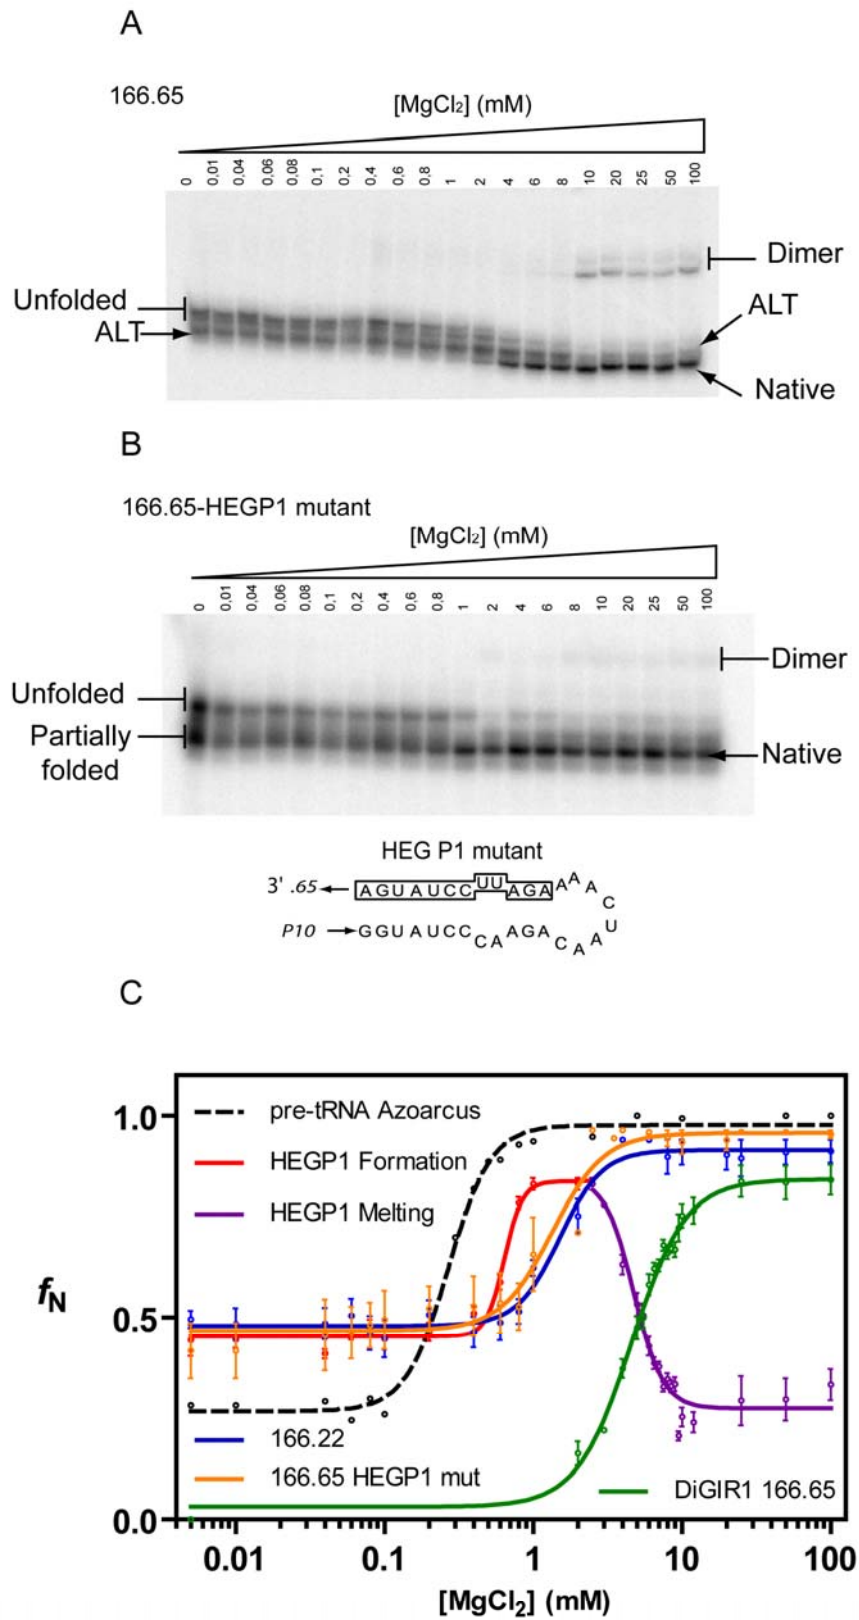 A
166.65
[MgCl2] (mM)
0 0,01 0,04 0,06 0,08 0,1 0,2 0,4 0,6 0,8 1 2 4 6 8 10 20 25 50 100
Dimer
Unfolded
ALT
ALT
Native
B
166.65-HEGP1 mutant
[MgCl2] (mM)
0 0,01 0,04 0,06 0,08 0,1 0,2 0,4 0,6 0,8 1 2 4 6 8 10 20 25 50 100
Dimer
Unfolded
Partially
folded
Native
HEG P1 mutant
3' .65 AGUAUCCUUAGAAAACU
P10 GGUAUCCCAAGACAA
C
1.0
0.5
0.0
fN
pre-tRNA Azoarcus
HEGP1 Formation
HEGP1 Melting
166.22
166.65 HEGP1 mut
DiGIR1 166.65
0.01 0.1 1 10 100
[MgCl2] (mM)